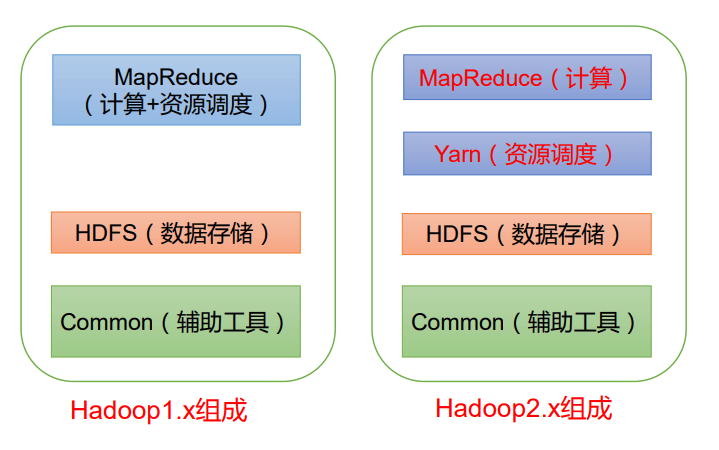 MapReduce
（计算+资源调度）
HDFS（数据存储）
Common（辅助工具）
Hadoop1.x组成
MapReduce（计算）
Yarn（资源调度）
HDFS（数据存储）
Common（辅助工具）
Hadoop2.x组成